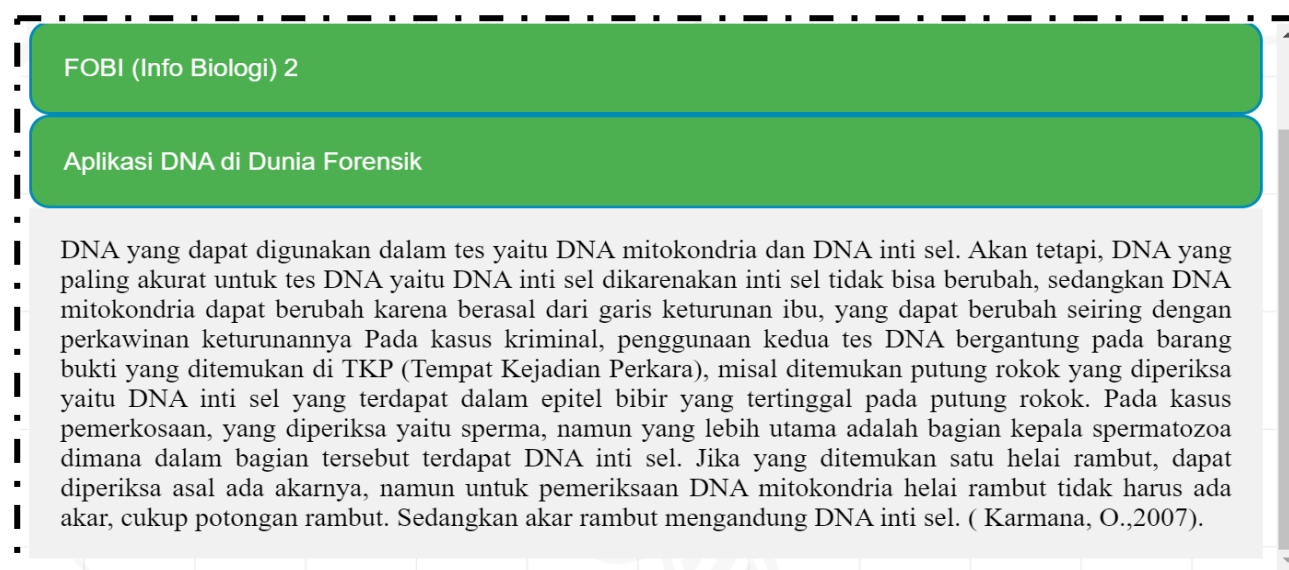 FOBI (Info Biologi) 2
Aplikasi DNA di Dunia Forensik
DNA yang dapat digunakan dalam tes yaitu DNA mitokondria dan DNA inti sel. Akan tetapi, DNA yang
paling akurat untuk tes DNA yaitu DNA inti sel dikarenakan inti sel tidak bisa berubah, sedangkan DNA
mitokondria dapat berubah karena berasal dari garis keturunan ibu, yang dapat berubah seiring dengan
perkawinan keturunannya Pada kasus kriminal, penggunaan kedua tes DNA bergantung pada barang
bukti yang ditemukan di TKP (Tempat Kejadian Perkara), misal ditemukan putung rokok yang diperiksa
yaitu DNA inti sel yang terdapat dalam epitel bibir yang tertinggal pada putung rokok. Pada kasus
pemerkosaan, yang diperiksa yaitu sperma, namun yang lebih utama adalah bagian kepala spermatozoa
dimana dalam bagian tersebut terdapat DNA inti sel. Jika yang ditemukan satu helai rambut, dapat
diperiksa asal ada akarnya, namun untuk pemeriksaan DNA mitokondria helai rambut tidak harus ada
akar, cukup potongan rambut. Sedangkan akar rambut mengandung DNA inti sel. ( Karmana, O.,2007).